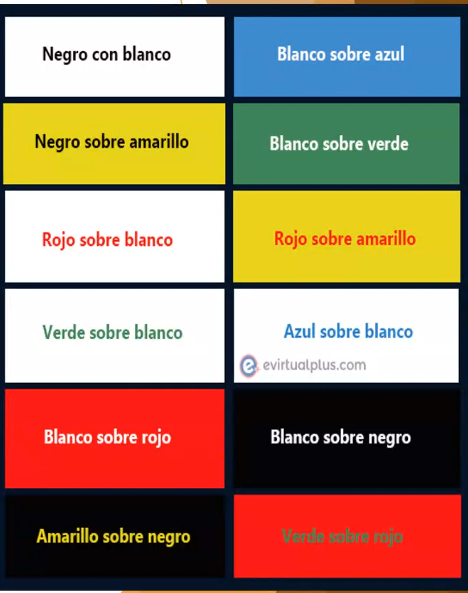 Negro con blanco
Blanco sobre azul
Negro sobre amarillo
Blanco sobre verde
Rojo sobre blanco
Rojo sobre amarillo
Verde sobre blanco
Azul sobre blanco
e evirtualplus.com
Blanco sobre rojo
Blanco sobre negro
Amarillo sobre negro
Verde sobre rojo